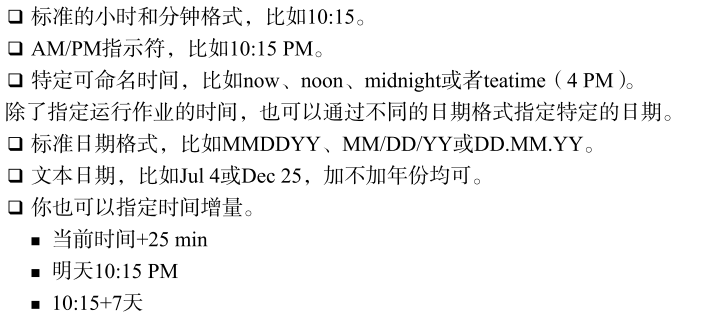 ❑ 标准的小时和分钟格式，比如10:15。
❑ AM/PM指示符，比如10:15 PM。
❑ 特定可命名时间，比如now、noon、midnight或者teatime（4 PM）。
除了指定运行作业的时间，也可以通过不同的日期格式指定特定的日期。
❑ 标准日期格式，比如MMDDYY、MM/DD/YY或DD.MM.YY。
❑ 文本日期，比如Jul 4或Dec 25，加不加年份均可。
❑ 你也可以指定时间增量。
■ 当前时间+25 min
■ 明天10:15 PM
■ 10:15+7天